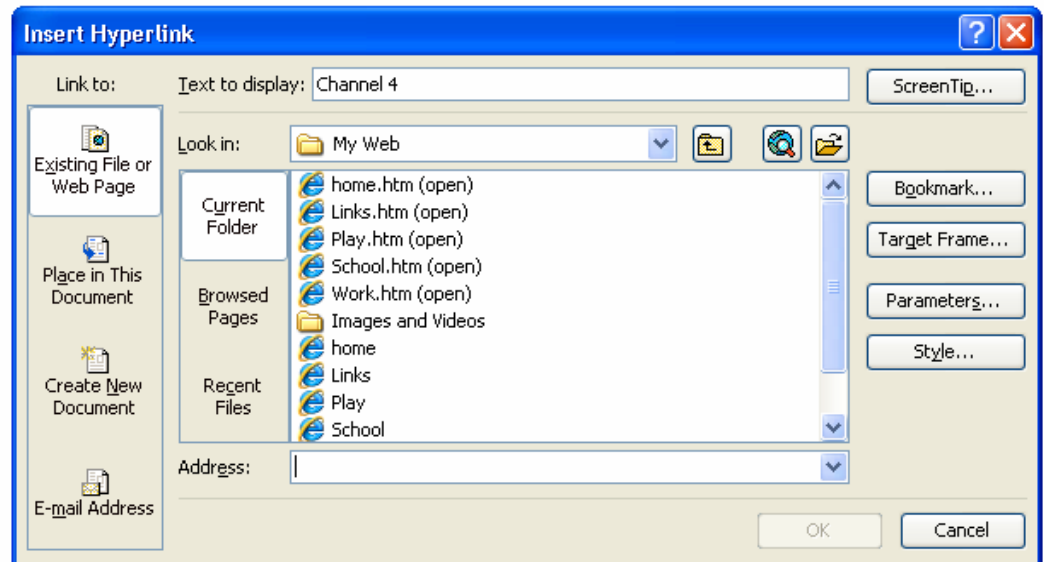 Insert Hyperlink
Link to:
Text to display: Channel 4
ScreenTip...
Existing File or
Web Page
Place in This
Document
Create New
Document
E-mail Address
Look in: My Web
Current
Folder
Browsed
Pages
Recent
Files
home.htm (open)
Links.htm (open)
Play.htm (open)
School.htm (open)
Work.htm (open)
Images and Videos
home
Links
Play
School
Address:
Bookmark...
Target Frame...
Parameters...
Style...
OK
Cancel